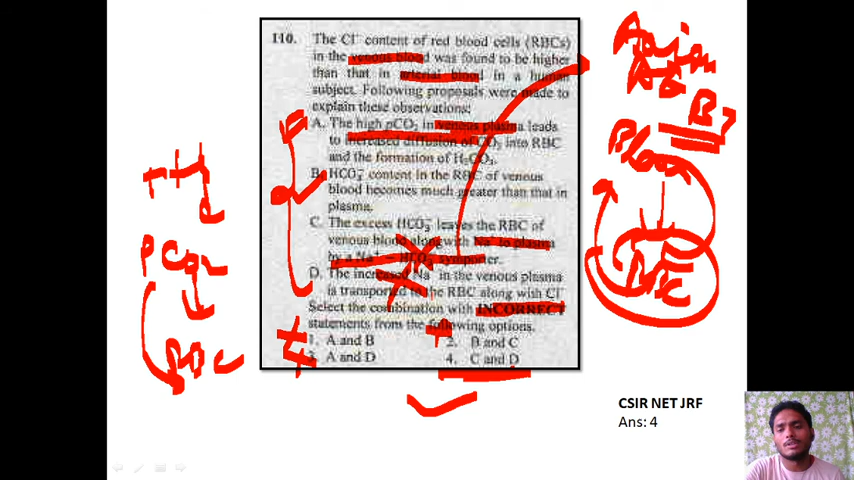 110. The Cl⁻ content of red blood cells (RBCs)
in the venous blood was found to be higher
than that in arterial blood in a human
subject. Following proposals were made to
explain these observations:
A. The high pCO₂ in venous plasma leads
to increased diffusion of CO₂ into RBC
and the formation of H₂CO₃.
B. HCO₃⁻ content in the RBC of venous
blood becomes much greater than that in
plasma.
C. The excess HCO₃⁻ leaves the RBC of
venous blood along with Na⁺ to plasma
by a Na⁺ – HCO₃⁻ symporter.
D. The increased Na⁺ in the venous plasma
is transported to the RBC along with Cl⁻
Select the combination with INCORRECT
statements from the following options.
1. A and B 2. B and C
3. A and D 4. C and D
PCO2
RBC
Blood
B3
RBC
CSIR NET JRF
Ans: 4